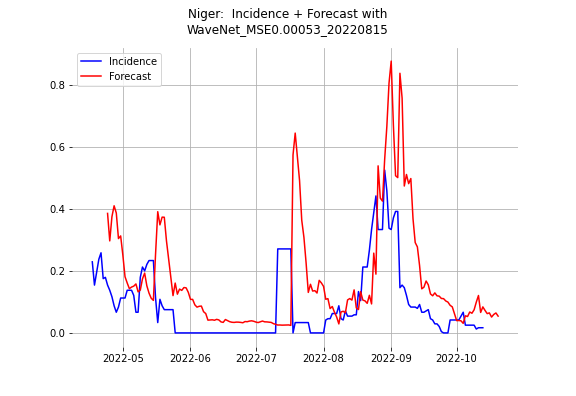 Niger:  Incidence + Forecast with
WaveNet_MSE0.00053_20220815
Incidence
Forecast
0.8
0.6
0.4
0.2
0.0
2022-05 2022-06 2022-07 2022-08 2022-09 2022-10